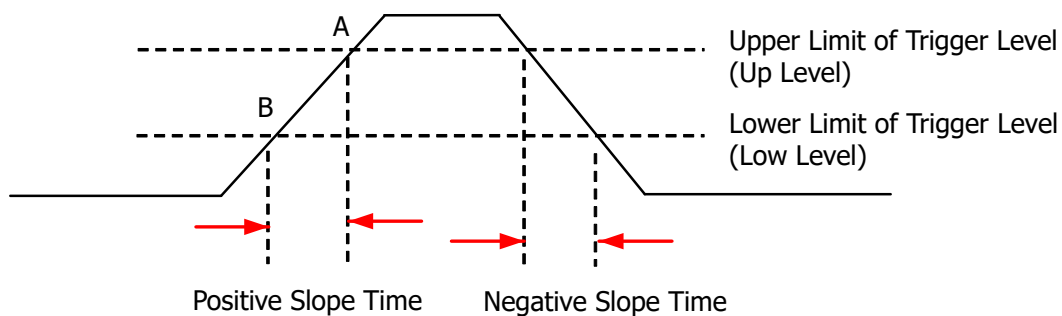 A
Upper Limit of Trigger Level
(Up Level)
B
Lower Limit of Trigger Level
(Low Level)
Positive Slope Time
Negative Slope Time